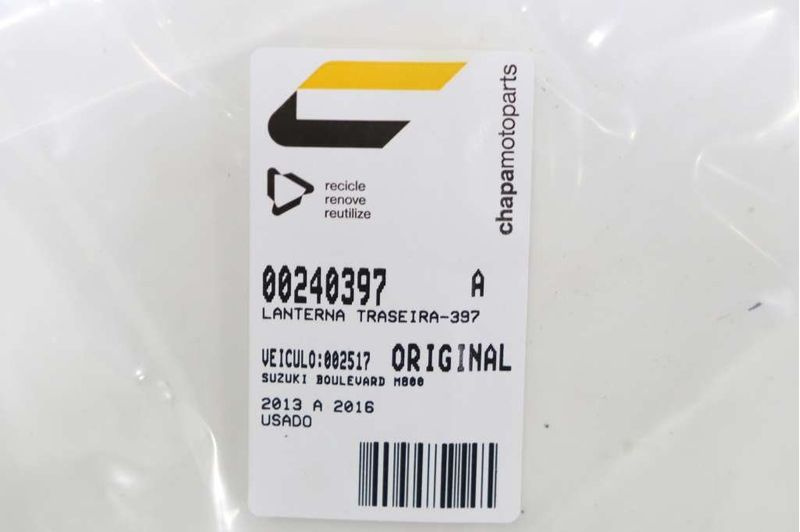 chapamotoparts
recicle
renove
reutilize
00240397 A
LANTERNA TRASEIRA-397
VEICULO:002517 ORIGINAL
SUZUKI BOULEVARD M800
2013 A 2016
USADO